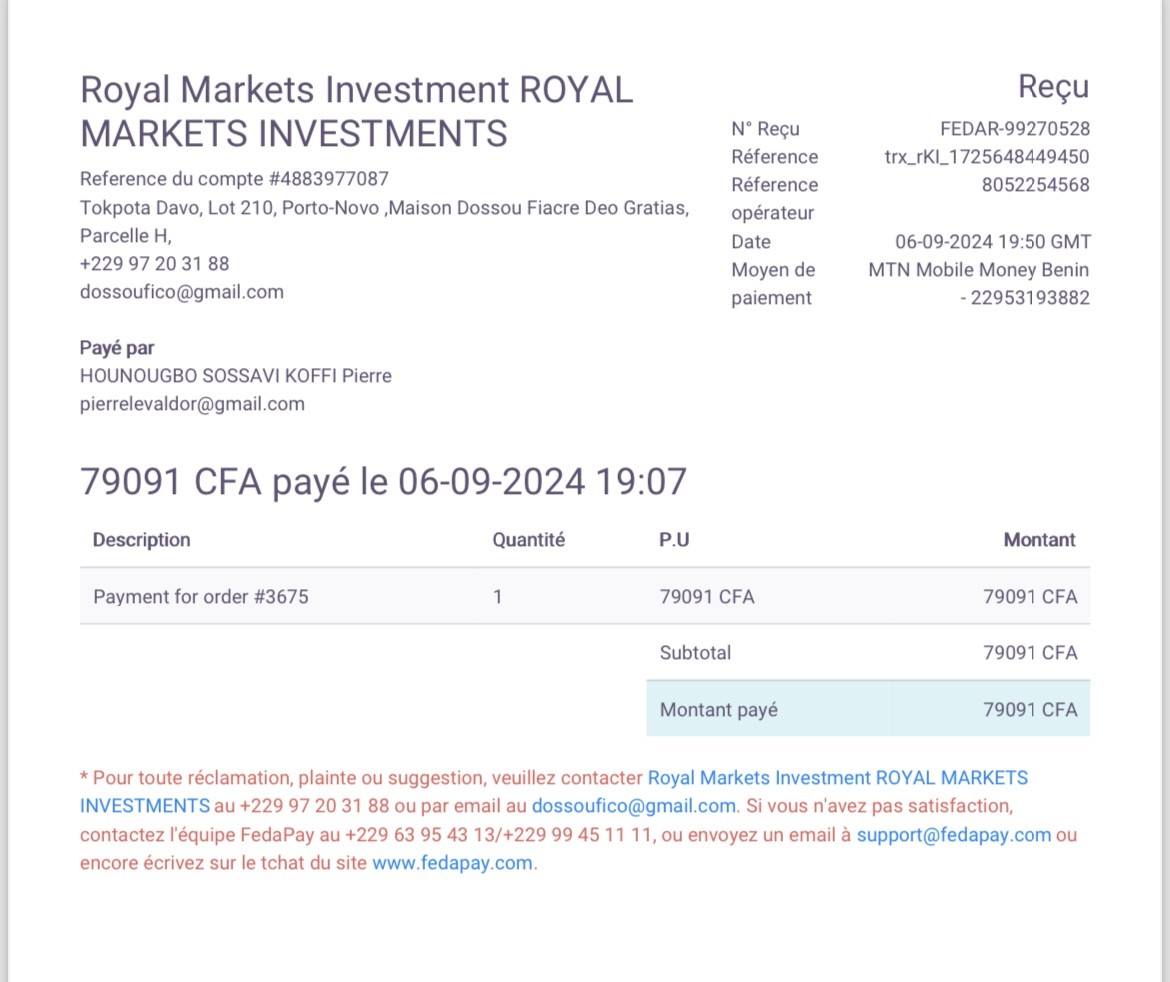 Royal Markets Investment ROYAL
MARKETS INVESTMENTS
Reference du compte #4883977087
Tokpota Davo, Lot 210, Porto-Novo ,Maison Dossou Fiacre Deo Gratias,
Parcelle H,
+229 97 20 31 88
dossoufico@gmail.com
Payé par
HOUNOUGBO SOSSAVI KOFFI Pierre
pierrelevaldor@gmail.com
Reçu
N° Reçu FEDAR-99270528
Réference trx_rKI_1725648449450
Réference 8052254568
opérateur
Date 06-09-2024 19:50 GMT
Moyen de MTN Mobile Money Benin
paiement - 22953193882
79091 CFA payé le 06-09-2024 19:07
Description Quantité P.U Montant
Payment for order #3675 1 79091 CFA 79091 CFA
Subtotal 79091 CFA
Montant payé 79091 CFA
* Pour toute réclamation, plainte ou suggestion, veuillez contacter Royal Markets Investment ROYAL MARKETS
INVESTMENTS au +229 97 20 31 88 ou par email au dossoufico@gmail.com. Si vous n'avez pas satisfaction,
contactez l'équipe FedaPay au +229 63 95 43 13/+229 99 45 11 11, ou envoyez un email à support@fedapay.com ou
encore écrivez sur le tchat du site www.fedapay.com.